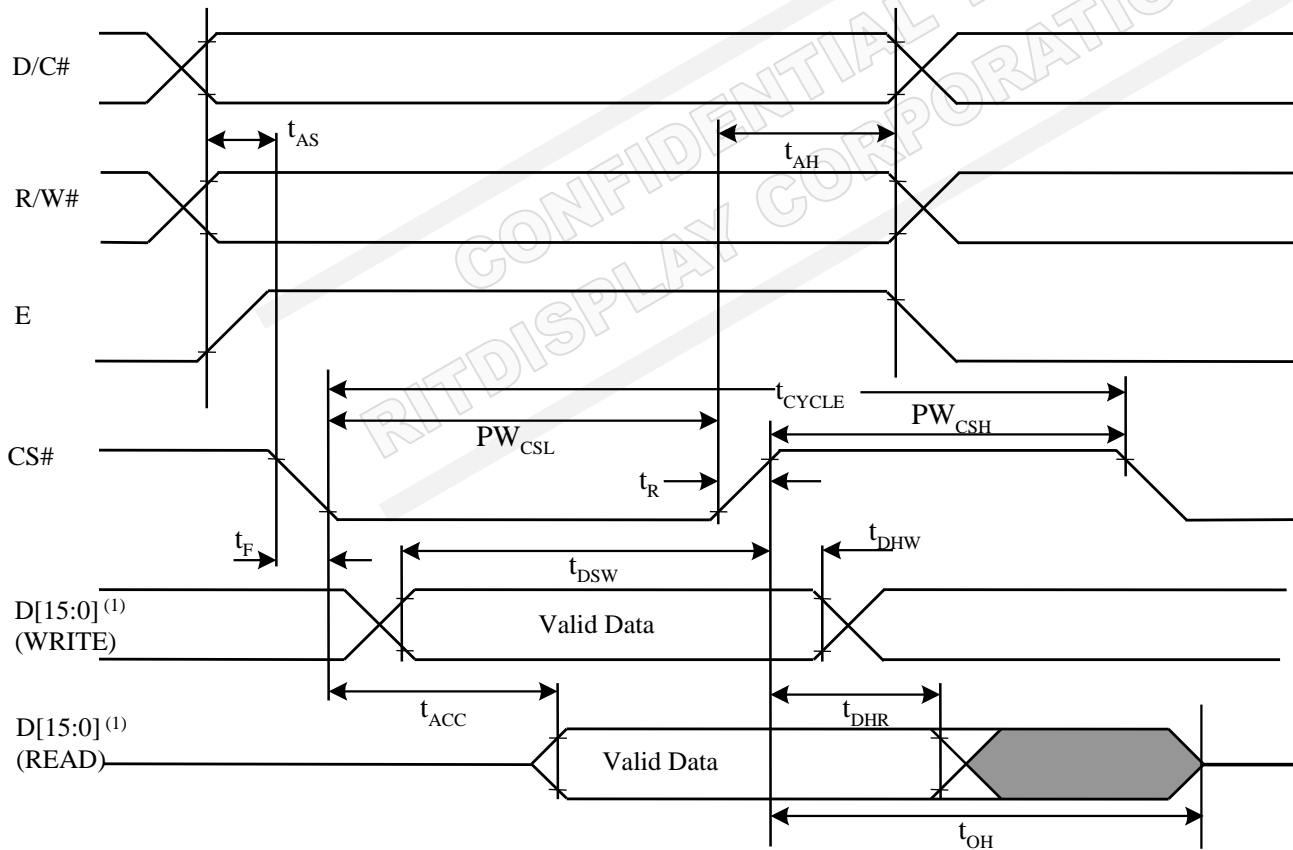 D/C#
t_AS
t_AH
R/W#
E
t_CYCLE
PW_CSL
PW_CSH
CS#
t_R
t_F
t_DSW
t_DHW
D[15:0] (1)
(WRITE)
Valid Data
t_ACC
t_DHR
D[15:0] (1)
(READ)
Valid Data
t_OH
CONFIDENTIAL
RITDISPLAY CORPORATION